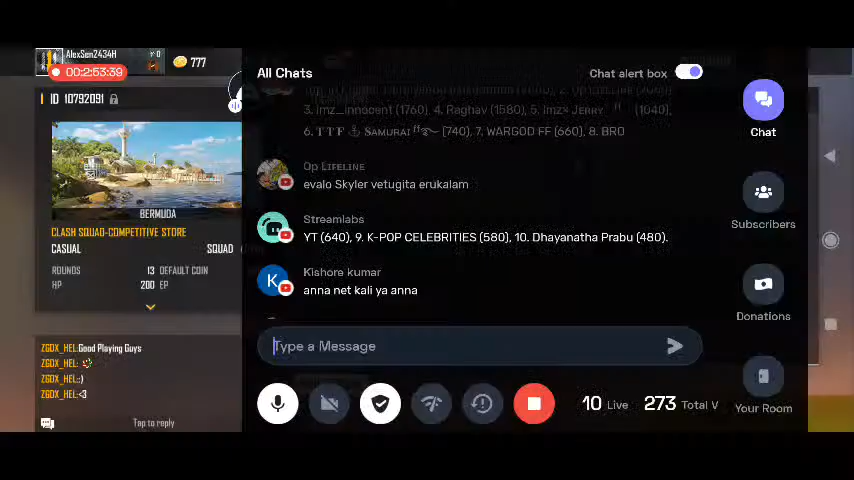 AlexSen2434H
00:2:53:39
777
All Chats
Chat alert box
ID 10792091
3. imz_innocent (1760), 4. Raghav (1580), 5. imz× Jᴇʀʀʏ (1040),
6. T T F SAMURAI (740), 7. WARGOD FF (660), 8. BRO
Chat
Op LIFELINE
evalo Skyler vetugita erukalam
BERMUDA
CLASH SQUAD-COMPETITIVE STORE
CASUAL SQUAD
Streamlabs
YT (640), 9. K-POP CELEBRITIES (580), 10. Dhayanatha Prabu (480).
Subscribers
ROUNDS 13 DEFAULT COIN
HP 200 EP
Kishore kumar
anna net kali ya anna
Donations
ZGDX_HEL:Good Playing Guys
ZGDX_HEL:
ZGDX_HEL::)
ZGDX_HEL:<3
Type a Message
Tap to reply
10 Live 273 Total V
Your Room